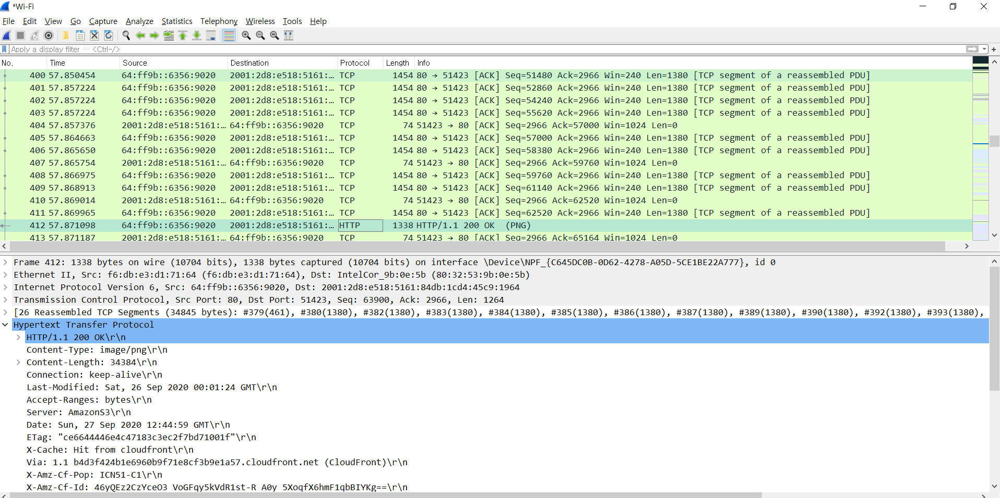 *Wi-Fi
File Edit View Go Capture Analyze Statistics Telephony Wireless Tools Help
Apply a display filter ... <Ctrl-/>
No. Time Source Destination Protocol Length Info
400 57.850454 64:ff9b::6356:9020 2001:2d8:e518:5161:… TCP 1454 80 → 51423 [ACK] Seq=51480 Ack=2966 Win=240 Len=1380 [TCP segment of a reassembled PDU]
401 57.857224 64:ff9b::6356:9020 2001:2d8:e518:5161:… TCP 1454 80 → 51423 [ACK] Seq=52860 Ack=2966 Win=240 Len=1380 [TCP segment of a reassembled PDU]
402 57.857224 64:ff9b::6356:9020 2001:2d8:e518:5161:… TCP 1454 80 → 51423 [ACK] Seq=54240 Ack=2966 Win=240 Len=1380 [TCP segment of a reassembled PDU]
403 57.857224 64:ff9b::6356:9020 2001:2d8:e518:5161:… TCP 1454 80 → 51423 [ACK] Seq=55620 Ack=2966 Win=240 Len=1380 [TCP segment of a reassembled PDU]
404 57.857376 2001:2d8:e518:5161:… 64:ff9b::6356:9020 TCP 74 51423 → 80 [ACK] Seq=2966 Ack=57000 Win=1024 Len=0
405 57.864663 64:ff9b::6356:9020 2001:2d8:e518:5161:… TCP 1454 80 → 51423 [ACK] Seq=57000 Ack=2966 Win=240 Len=1380 [TCP segment of a reassembled PDU]
406 57.865650 64:ff9b::6356:9020 2001:2d8:e518:5161:… TCP 1454 80 → 51423 [ACK] Seq=58380 Ack=2966 Win=240 Len=1380 [TCP segment of a reassembled PDU]
407 57.865754 2001:2d8:e518:5161:… 64:ff9b::6356:9020 TCP 74 51423 → 80 [ACK] Seq=2966 Ack=59760 Win=1024 Len=0
408 57.866975 64:ff9b::6356:9020 2001:2d8:e518:5161:… TCP 1454 80 → 51423 [ACK] Seq=59760 Ack=2966 Win=240 Len=1380 [TCP segment of a reassembled PDU]
409 57.868913 64:ff9b::6356:9020 2001:2d8:e518:5161:… TCP 1454 80 → 51423 [ACK] Seq=61140 Ack=2966 Win=240 Len=1380 [TCP segment of a reassembled PDU]
410 57.869014 2001:2d8:e518:5161:… 64:ff9b::6356:9020 TCP 74 51423 → 80 [ACK] Seq=2966 Ack=62520 Win=1024 Len=0
411 57.869965 64:ff9b::6356:9020 2001:2d8:e518:5161:… TCP 1454 80 → 51423 [ACK] Seq=62520 Ack=2966 Win=240 Len=1380 [TCP segment of a reassembled PDU]
412 57.871098 64:ff9b::6356:9020 2001:2d8:e518:5161:… HTTP 1338 HTTP/1.1 200 OK (PNG)
413 57.871187 2001:2d8:e518:5161:… 64:ff9b::6356:9020 TCP 74 51423 → 80 [ACK] Seq=2966 Ack=65164 Win=1024 Len=0
Frame 412: 1338 bytes on wire (10704 bits), 1338 bytes captured (10704 bits) on interface \Device\NPF_{C645DC0B-0D62-4278-A05D-5CE1BE22A777}, id 0
Ethernet II, Src: f6:db:e3:d1:71:64 (f6:db:e3:d1:71:64), Dst: IntelCor_9b:0e:5b (80:32:53:9b:0e:5b)
Internet Protocol Version 6, Src: 64:ff9b::6356:9020, Dst: 2001:2d8:e518:5161:84db:1cd4:45c9:1964
Transmission Control Protocol, Src Port: 80, Dst Port: 51423, Seq: 63900, Ack: 2966, Len: 1264
[26 Reassembled TCP Segments (34845 bytes): #379(461), #380(1380), #382(1380), #383(1380), #384(1380), #385(1380), #386(1380), #387(1380), #389(1380), #390(1380), #392(1380), #393(1380),
Hypertext Transfer Protocol
HTTP/1.1 200 OK\r\n
Content-Type: image/png\r\n
Content-Length: 34384\r\n
Connection: keep-alive\r\n
Last-Modified: Sat, 26 Sep 2020 00:01:24 GMT\r\n
Accept-Ranges: bytes\r\n
Server: AmazonS3\r\n
Date: Sun, 27 Sep 2020 12:44:59 GMT\r\n
ETag: "ce6644446e4c47183c3ec2f7bd71001f"\r\n
X-Cache: Hit from cloudfront\r\n
Via: 1.1 b4d3f424b1e6960b9f71e8cf3b9e1a57.cloudfront.net (CloudFront)\r\n
X-Amz-Cf-Pop: ICN51-C1\r\n
X-Amz-Cf-Id: 46yQEz2CzYceO3_VoGFqy5kVdR1st-R_A0y_5XoqfX6hmF1qbBIYKg==\r\n